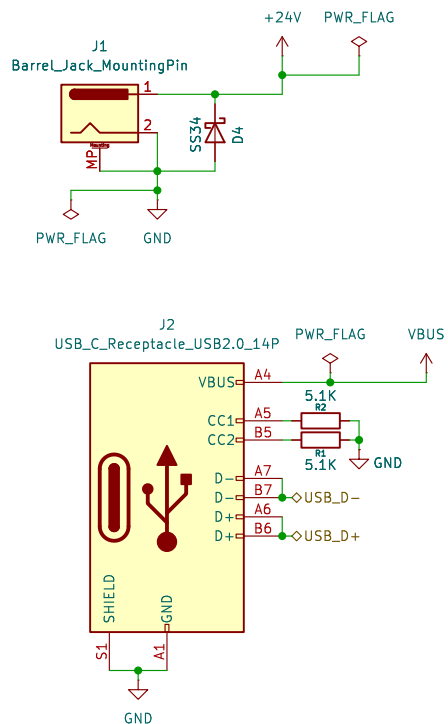 +24V
PWR_FLAG
J1
Barrel_Jack_MountingPin
1
2
SS34
D4
Mounting
MP
PWR_FLAG
GND
J2
USB_C_Receptacle_USB2.0_14P
PWR_FLAG
VBUS
VBUS
A4
5.1K
R2
CC1
A5
CC2
B5
R1
5.1K
GND
D-
A7
D-
B7
USB_D-
D+
A6
D+
B6
USB_D+
SHIELD
GND
S1
A1
GND